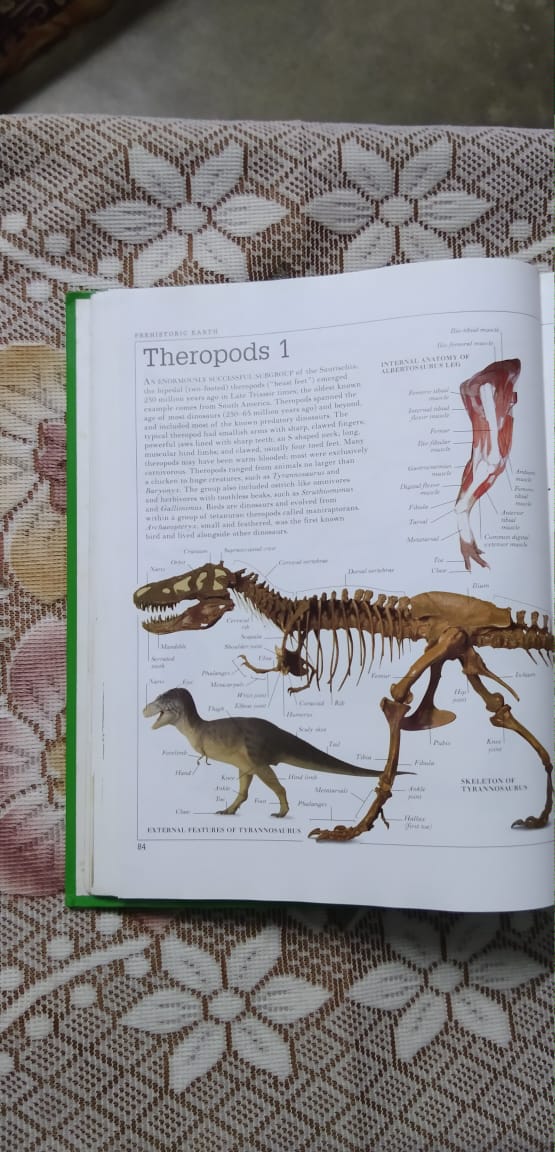 PREHISTORIC EARTH
Theropods 1
AN ENORMOUSLY SUCCESSFUL SUBGROUP of the Saurischia,
the bipedal (two-footed) theropods ("beast feet") emerged
230 million years ago in Late Triassic times; the oldest known
example comes from South America. Theropods spanned the
age of most dinosaurs (230–65 million years ago) and beyond,
and included most of the known predatory dinosaurs. The
typical theropod had smallish arms with sharp, clawed fingers;
powerful jaws lined with sharp teeth; an S-shaped neck; long,
muscular hind limbs; and clawed, usually four-toed feet. Many
theropods may have been warm-blooded; most were exclusively
carnivorous. Theropods ranged from animals no larger than
a chicken to huge creatures, such as Tyrannosaurus and
Baryonyx. The group also included ostrich-like omnivores
and herbivores with toothless beaks, such as Struthiomimus
and Gallimimus. Birds are dinosaurs and evolved from
within a group of tetanuran theropods called maniraptorans.
Archaeopteryx, small and feathered, was the first known
bird and lived alongside other dinosaurs.
INTERNAL ANATOMY OF
ALBERTOSAURUS LEG
Ilio-tibial muscle
Ilio-femoral muscle
Femoro-tibial
muscle
Internal tibial
flexor muscle
Femur
Ilio-fibular
muscle
Gastrocnemius
muscle
Digital flexor
muscle
Fibula
Tarsal
Metatarsal
Toe
Claw
Ambiens
muscle
Femoro-
tibial
muscle
Anterior
tibial
muscle
Common digital
extensor muscle
Cranium
Supraoccipital crest
Naris
Orbit
Cervical vertebrae
Dorsal vertebrae
Ilium
Cervical
rib
Scapula
Shoulder joint
Ulna
Mandible
Serrated
tooth
Phalanges
Metacarpals
Wrist joint
Elbow joint
Humerus
Coracoid
Rib
Femur
Hip
joint
Ischium
Pubis
Knee
joint
Tibia
Fibula
Ankle
joint
Metatarsals
Phalanges
Hallux
(first toe)
SKELETON OF
TYRANNOSAURUS
Naris
Eye
Thigh
Scaly skin
Tail
Forelimb
Hand
Knee
Ankle
Toe
Claw
Foot
Hind limb
EXTERNAL FEATURES OF TYRANNOSAURUS
84